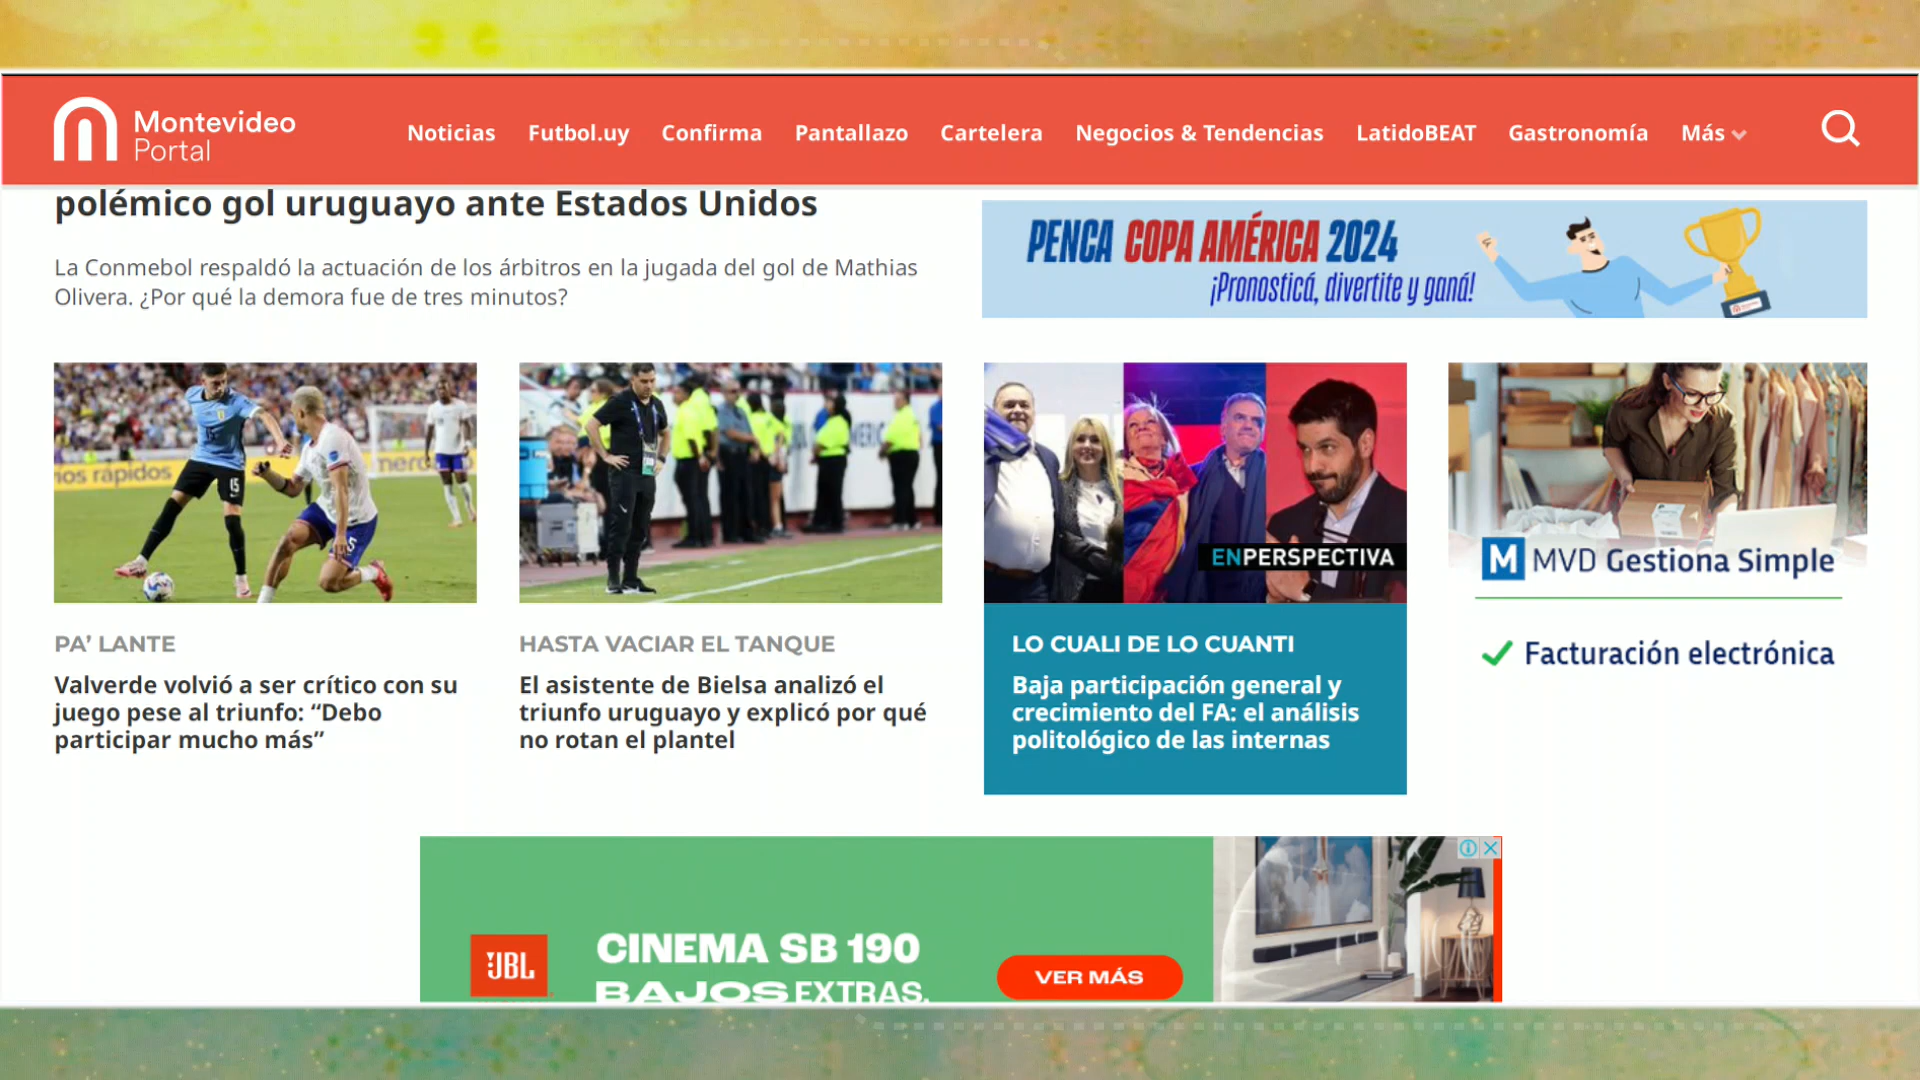 Montevideo
Portal
Noticias
Futbol.uy
Confirma
Pantallazo
Cartelera
Negocios & Tendencias
LatidoBEAT
Gastronomía
Más
polémico gol uruguayo ante Estados Unidos
La Conmebol respaldó la actuación de los árbitros en la jugada del gol de Mathias
Olivera. ¿Por qué la demora fue de tres minutos?
PENCA COPA AMÉRICA 2024
¡Pronosticá, divertite y ganá!
ios rápidos
merc
15
5
ENPERSPECTIVA
M MVD Gestiona Simple
Facturación electrónica
PA’ LANTE
Valverde volvió a ser crítico con su
juego pese al triunfo: “Debo
participar mucho más”
HASTA VACIAR EL TANQUE
El asistente de Bielsa analizó el
triunfo uruguayo y explicó por qué
no rotan el plantel
LO CUALI DE LO CUANTI
Baja participación general y
crecimiento del FA: el análisis
politológico de las internas
JBL
CINEMA SB 190
BAJOS EXTRAS.
VER MÁS